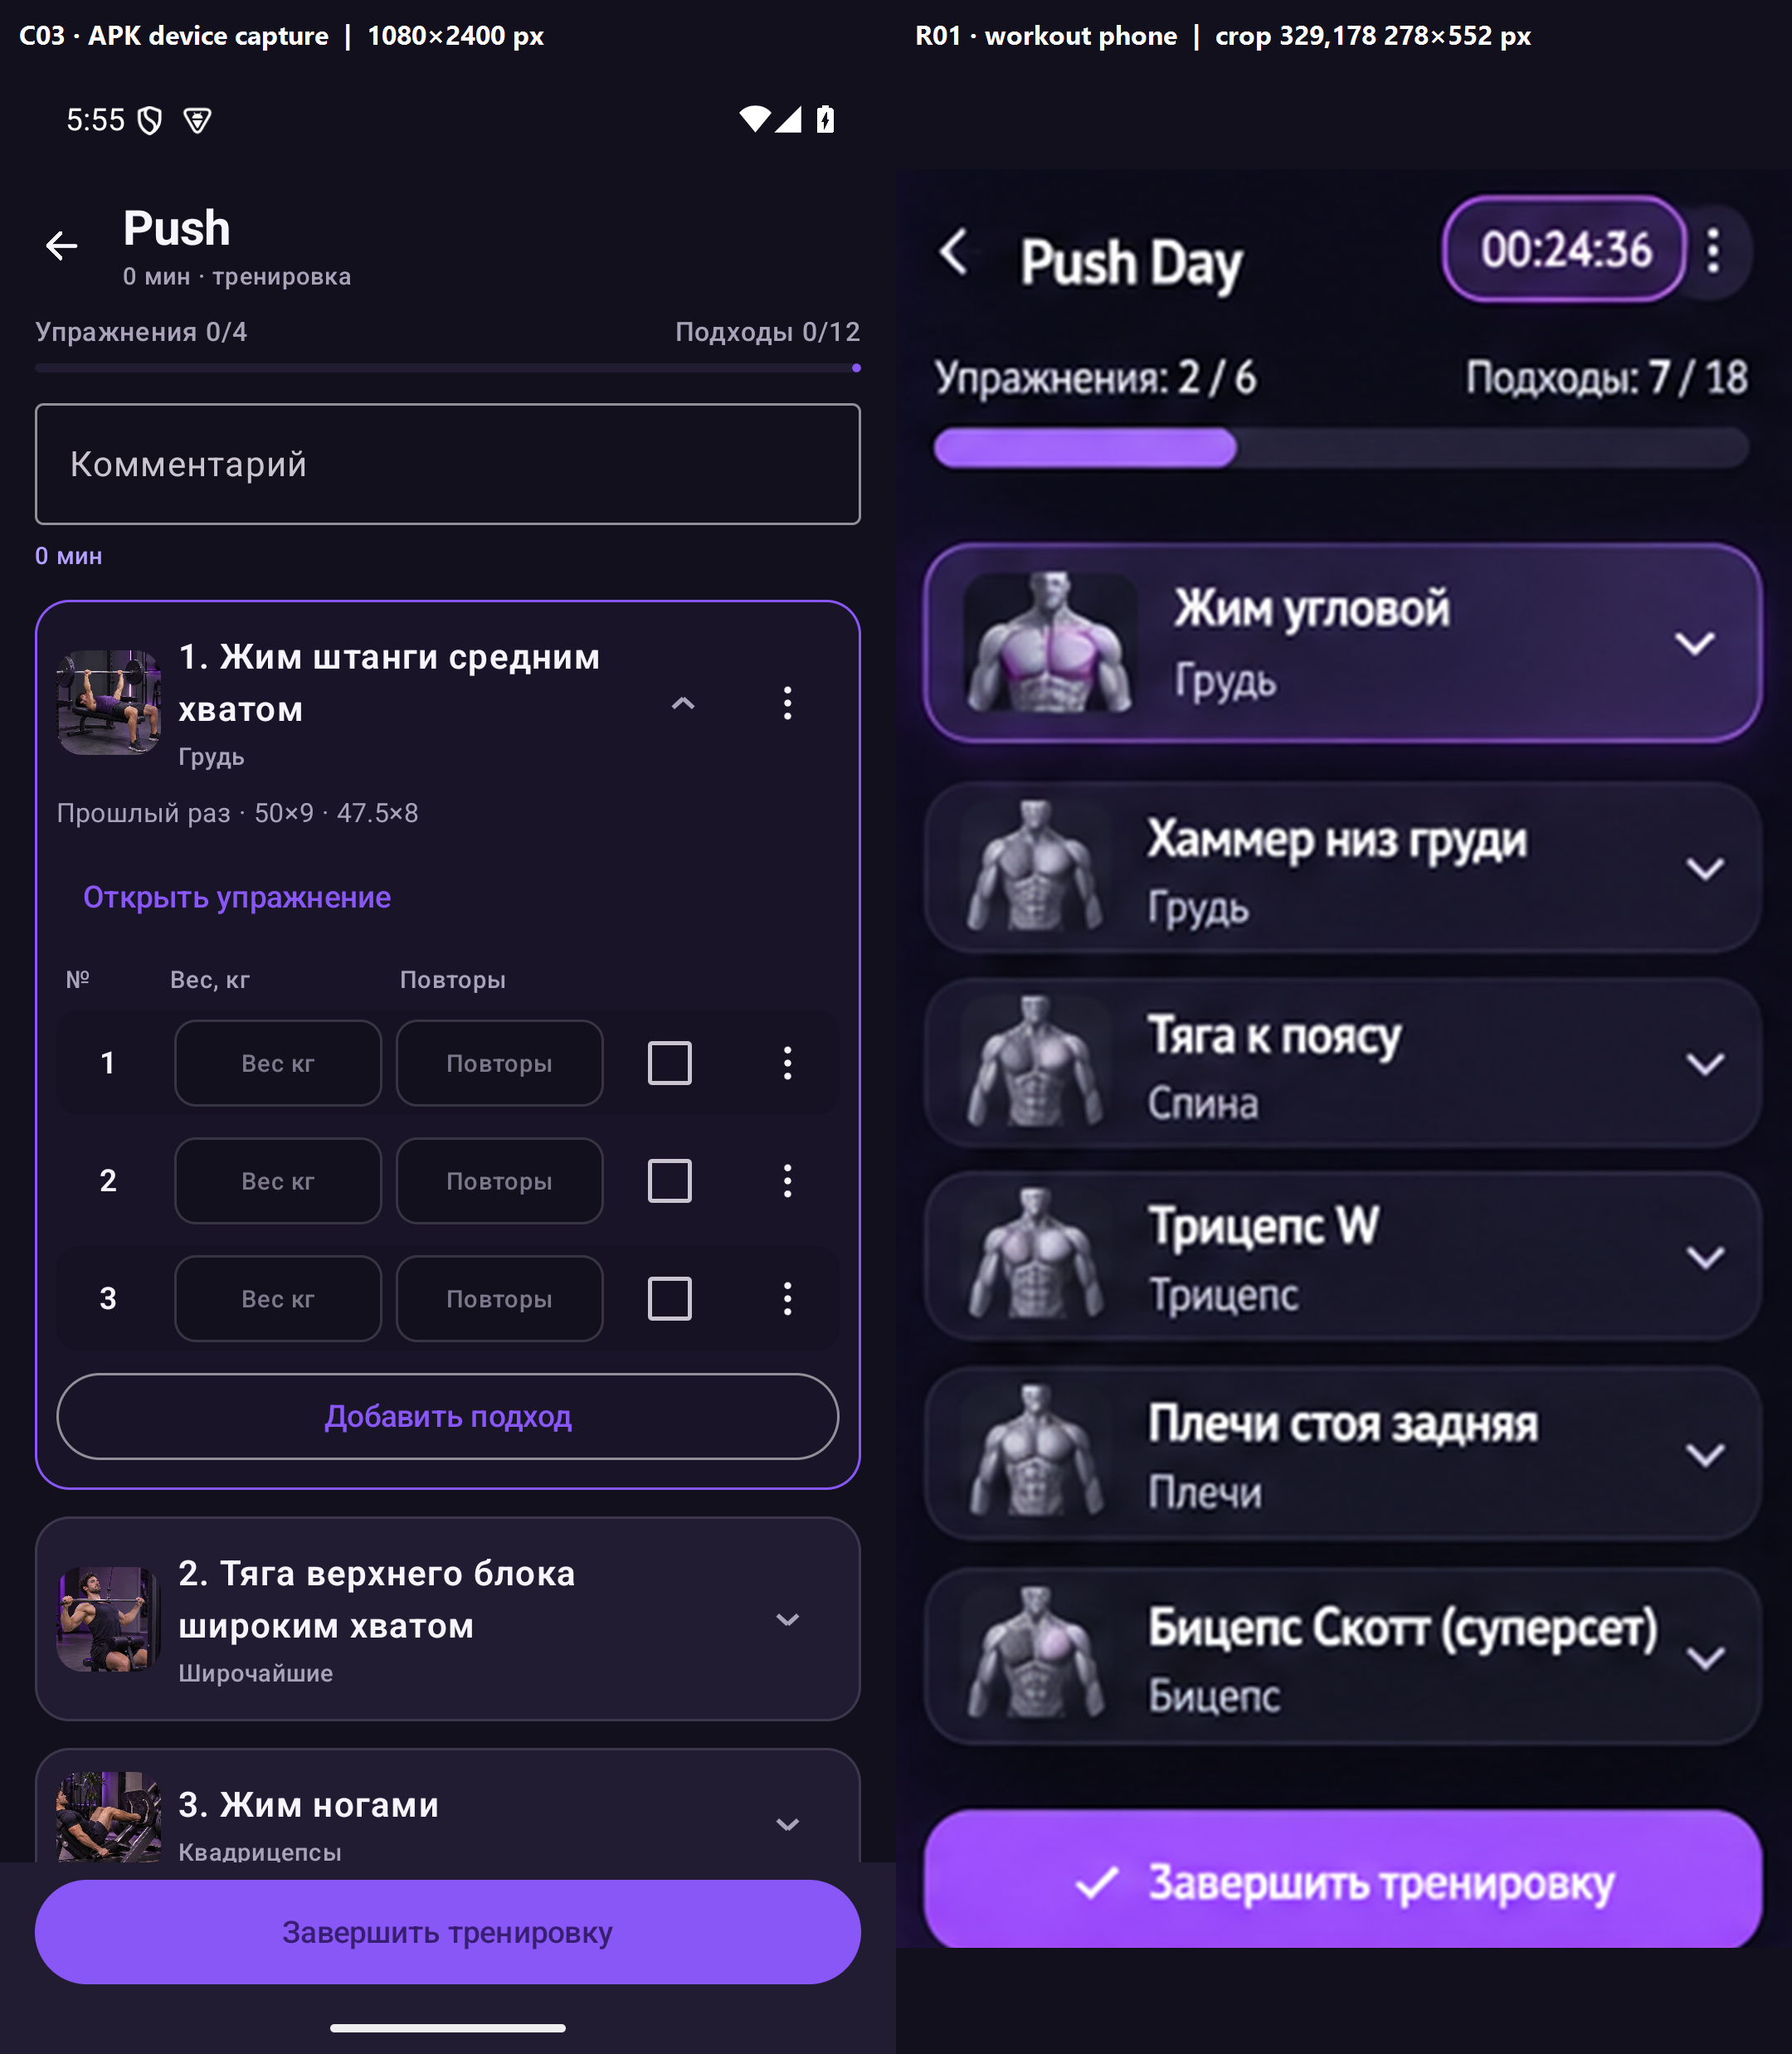 C03 · APK device capture | 1080×2400 px
5:55
Push
0 мин · тренировка
Упражнения 0/4
Подходы 0/12
Комментарий
0 мин
1. Жим штанги средним
хватом
Грудь
Прошлый раз · 50×9 · 47.5×8
Открыть упражнение
№ Вес, кг Повторы
1 Вес кг Повторы
2 Вес кг Повторы
3 Вес кг Повторы
Добавить подход
2. Тяга верхнего блока
широким хватом
Широчайшие
3. Жим ногами
Квадрицепсы
Завершить тренировку
R01 · workout phone | crop 329,178 278×552 px
Push Day
00:24:36
Упражнения: 2 / 6
Подходы: 7 / 18
Жим угловой
Грудь
Хаммер низ груди
Грудь
Тяга к поясу
Спина
Трицепс W
Трицепс
Плечи стоя задняя
Плечи
Бицепс Скотт (суперсет)
Бицепс
Завершить тренировку